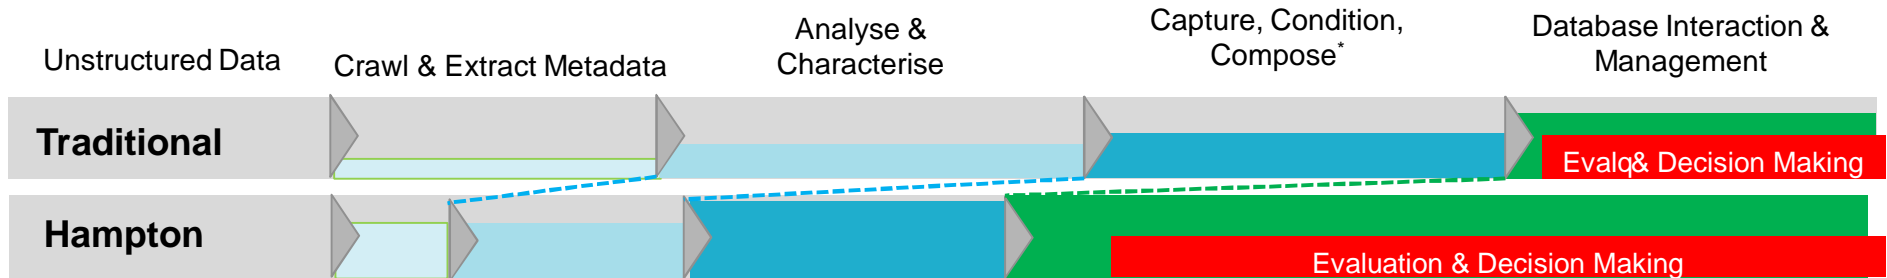 Unstructured Data
Crawl & Extract Metadata
Analyse &
Characterise
Capture, Condition,
Compose*
Database Interaction &
Management
Traditional
Evalq& Decision Making
Hampton
Evaluation & Decision Making